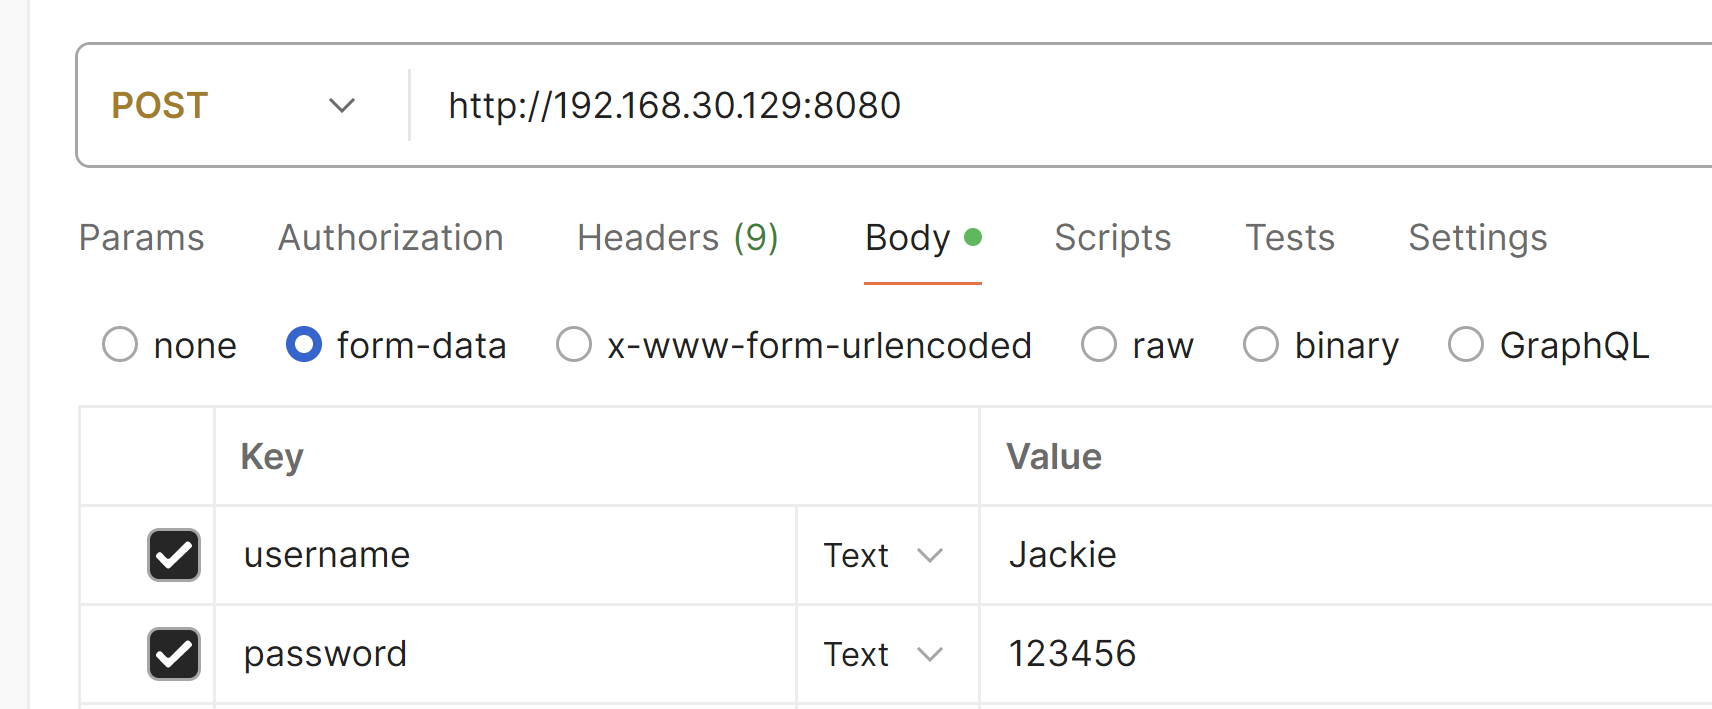 POST http://192.168.30.129:8080
Params Authorization Headers (9) Body Scripts Tests Settings
none form-data x-www-form-urlencoded raw binary GraphQL
Key Value
username Text Jackie
password Text 123456